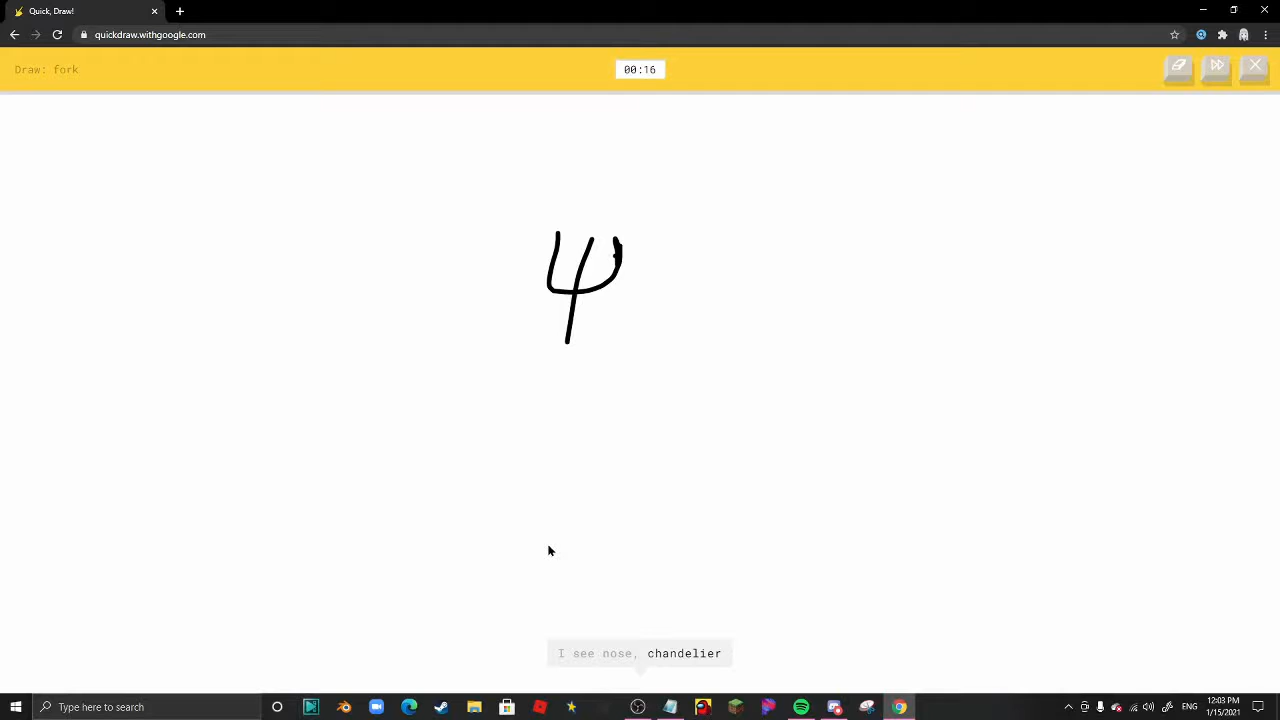 Quick, Draw!
quickdraw.withgoogle.com
Draw: fork
00:16
I see nose, chandelier
Type here to search
12:03 PM
1/15/2021